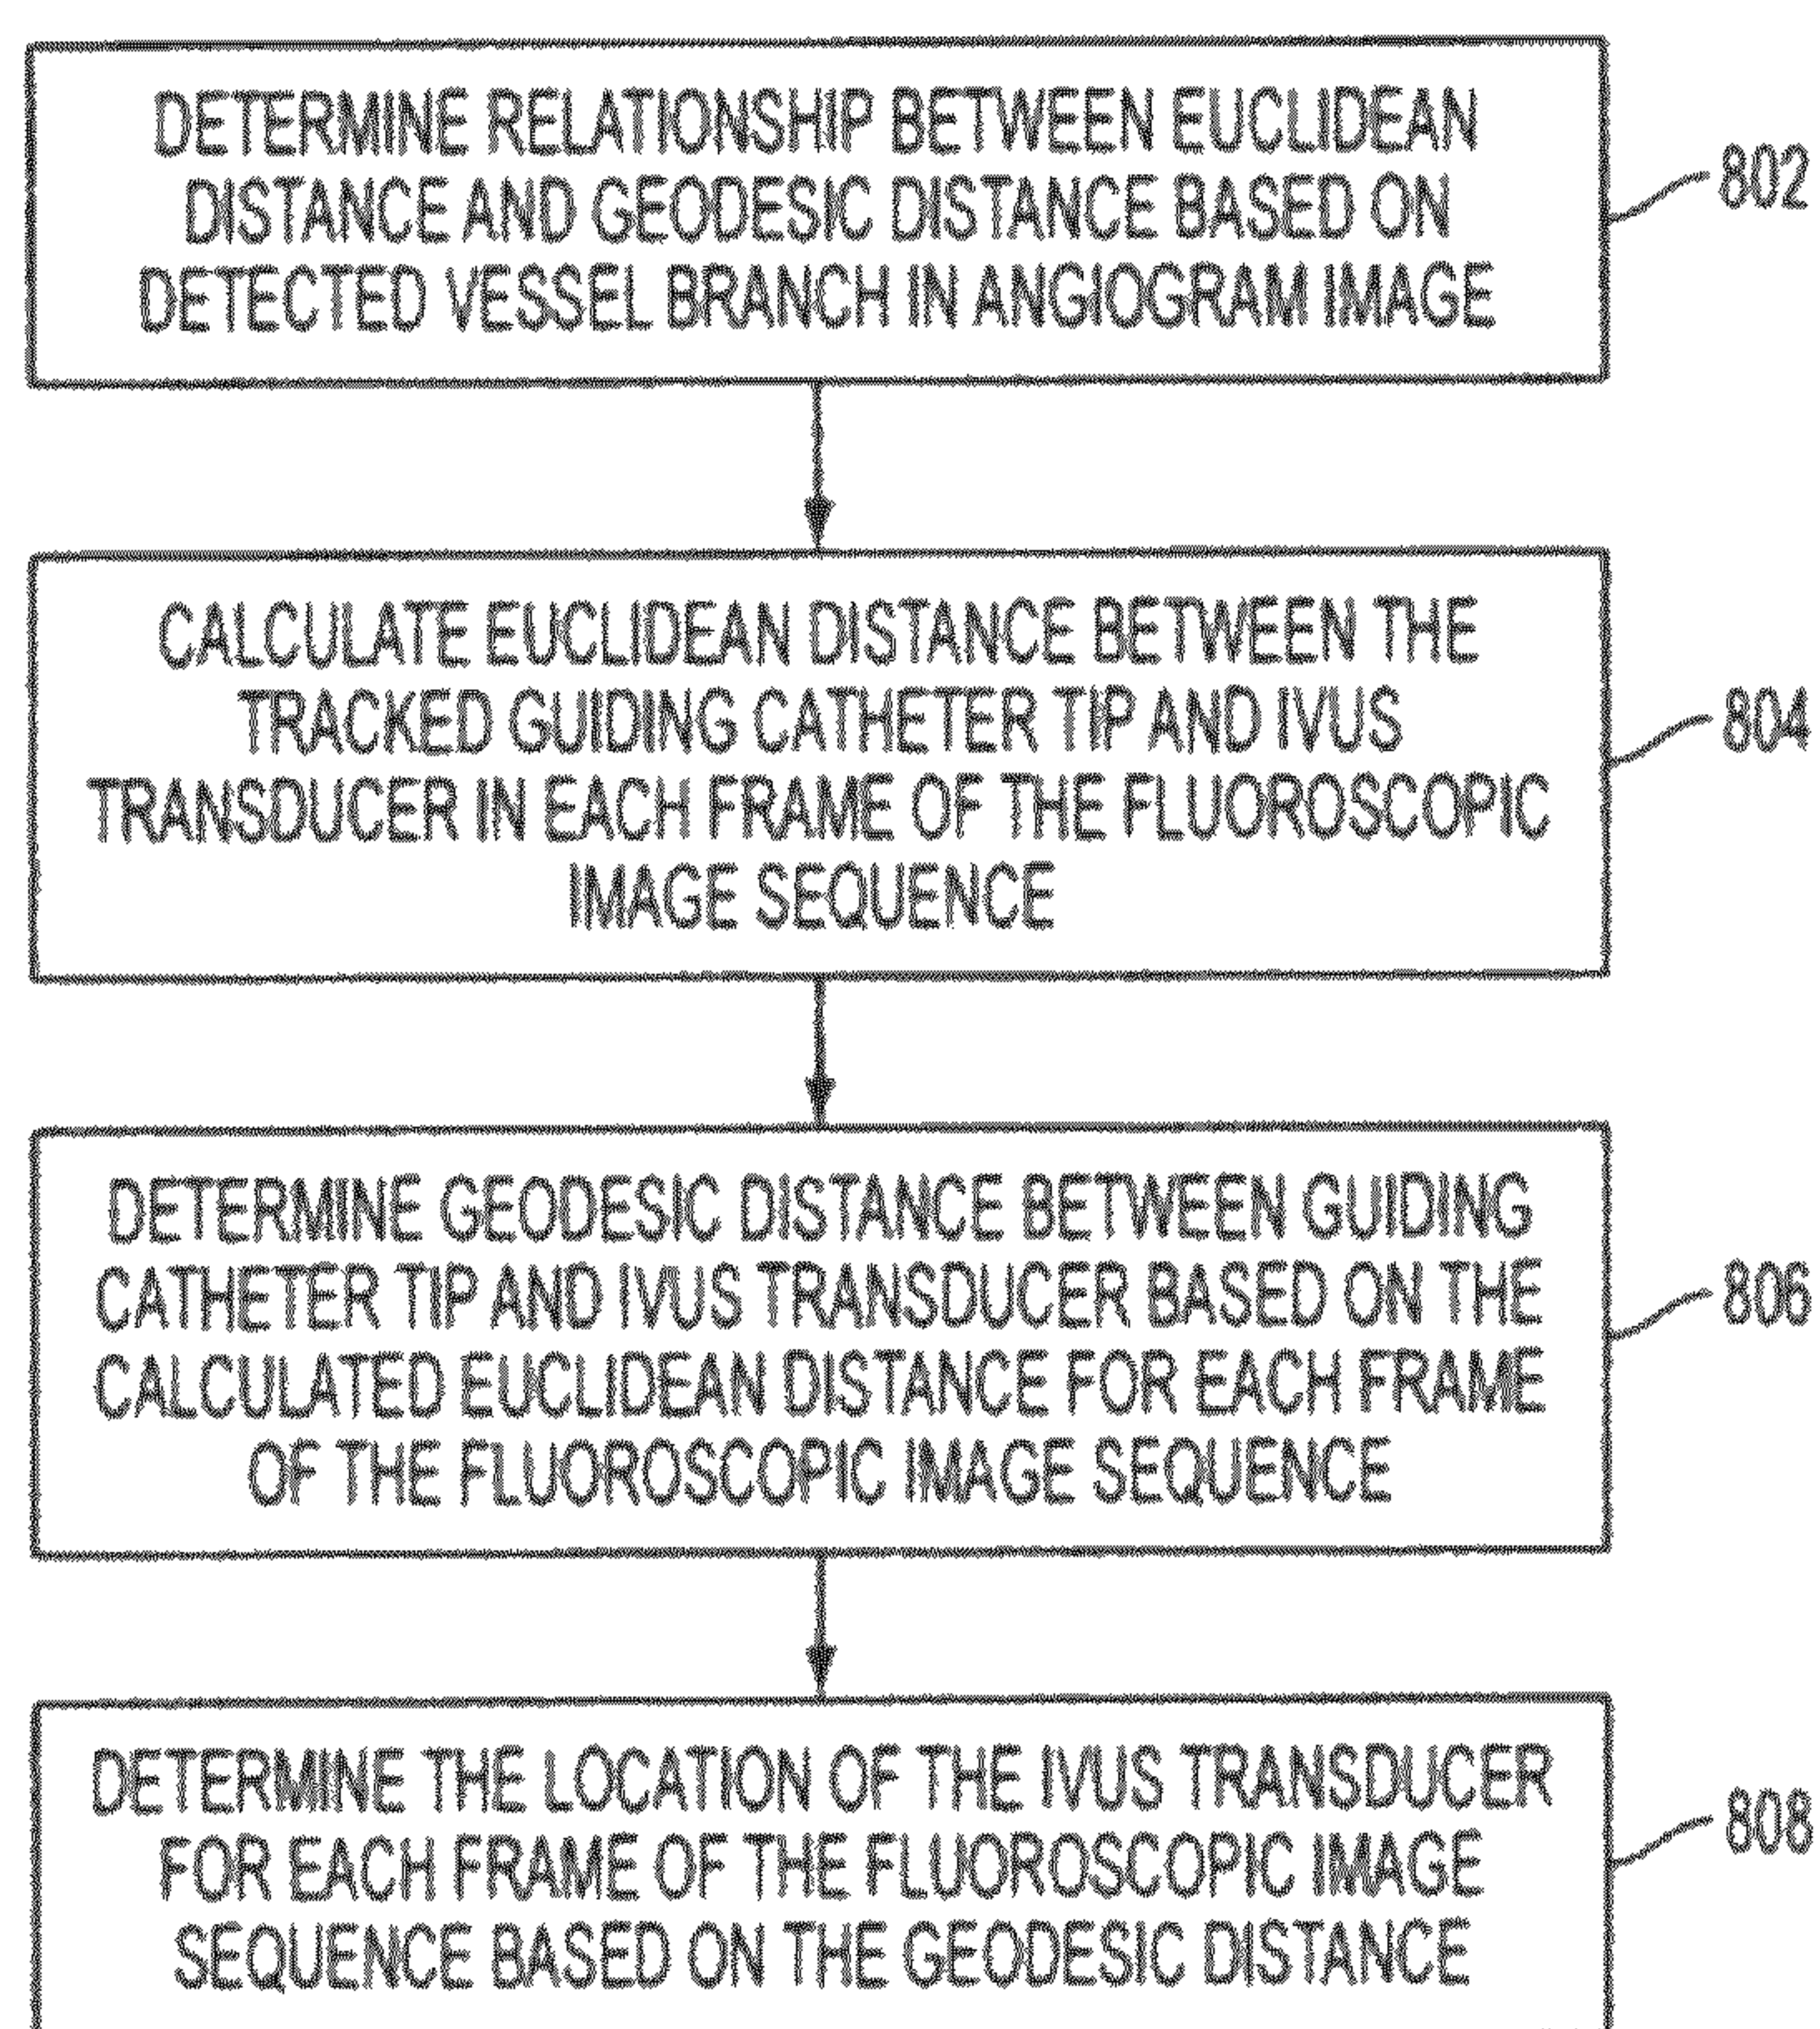 DETERMINE RELATIONSHIP BETWEEN EUCLIDEAN
DISTANCE AND GEODESIC DISTANCE BASED ON
DETECTED VESSEL BRANCH IN ANGIOGRAM IMAGE
802
CALCULATE EUCLIDEAN DISTANCE BETWEEN THE
TRACKED GUIDING CATHETER TIP AND IVUS
TRANSDUCER IN EACH FRAME OF THE FLUOROSCOPIC
IMAGE SEQUENCE
804
DETERMINE GEODESIC DISTANCE BETWEEN GUIDING
CATHETER TIP AND IVUS TRANSDUCER BASED ON THE
CALCULATED EUCLIDEAN DISTANCE FOR EACH FRAME
OF THE FLUOROSCOPIC IMAGE SEQUENCE
806
DETERMINE THE LOCATION OF THE IVUS TRANSDUCER
FOR EACH FRAME OF THE FLUOROSCOPIC IMAGE
SEQUENCE BASED ON THE GEODESIC DISTANCE
808